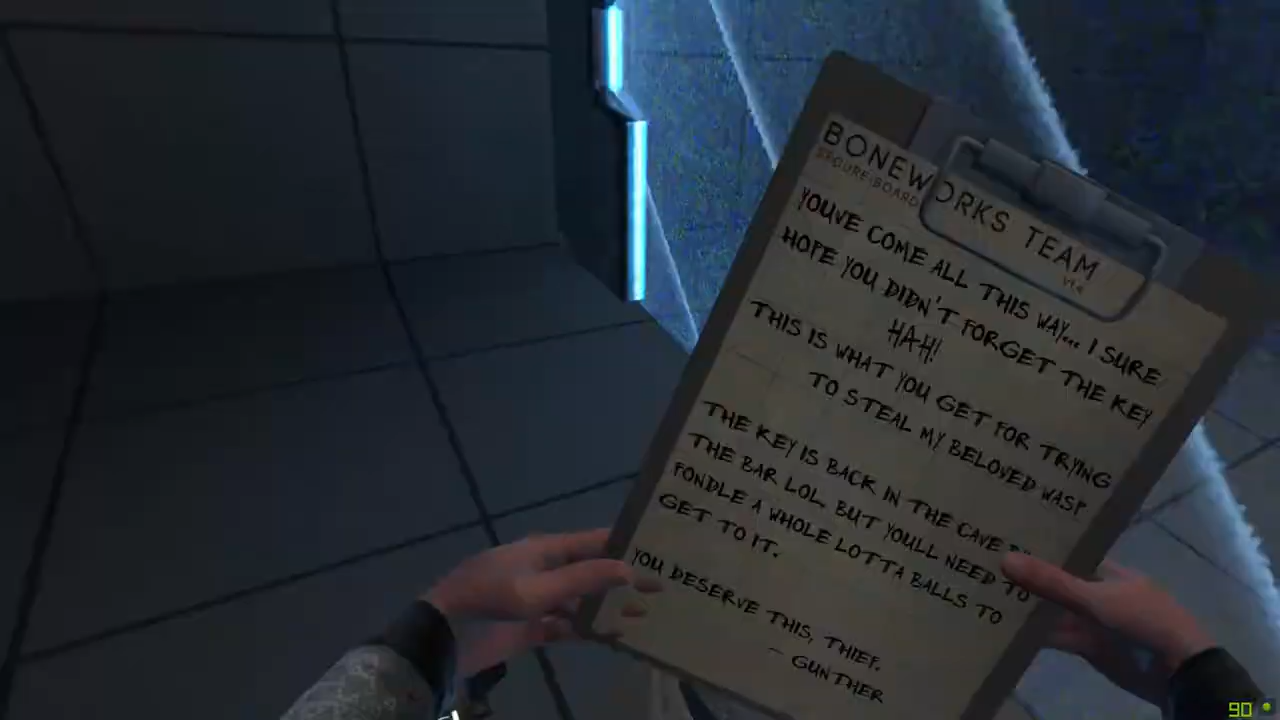 BONEWORKS TEAM
SECURE BOARD
V1.4
YOUVE COME ALL THIS WAY... I SURE
HOPE YOU DIDN'T FORGET THE KEY
HAH!
THIS IS WHAT YOU GET FOR TRYING
TO STEAL MY BELOVED WASP
THE KEY IS BACK IN THE CAVE
THE BAR LOL. BUT YOULL NEED TO
FONDLE A WHOLE LOTTA BALLS TO
GET TO IT.
YOU DESERVE THIS, THIEF.
- GUNTHER
90